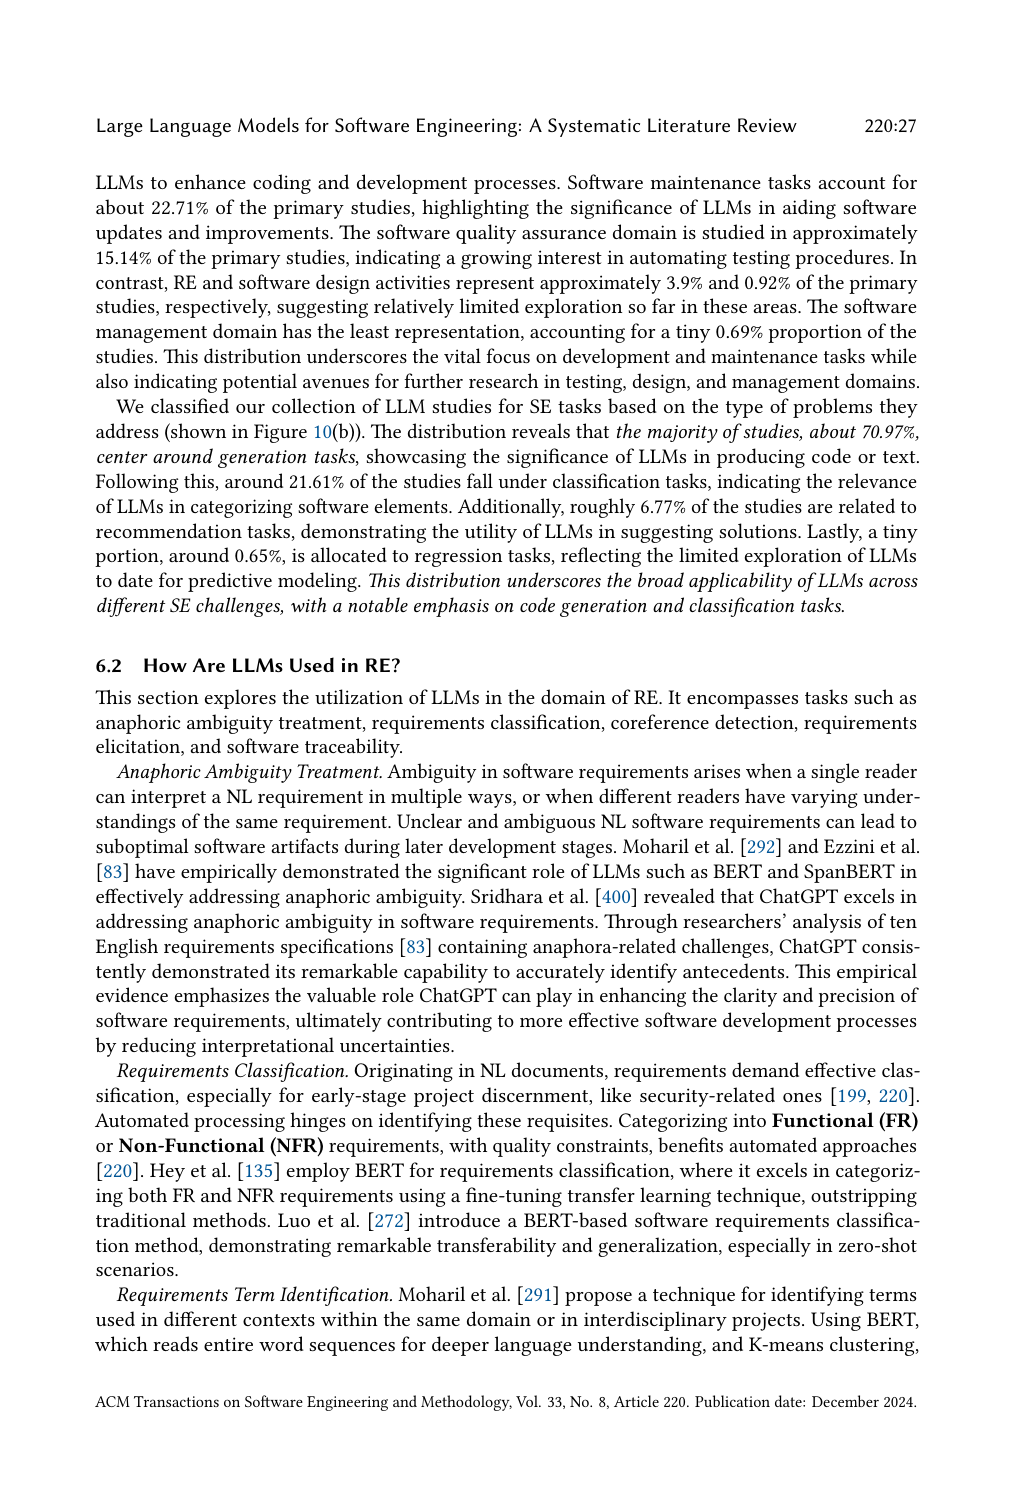 Large Language Models for Software Engineering: A Systematic Literature Review 220:27
LLMs to enhance coding and development processes. Software maintenance tasks account for
about 22.71% of the primary studies, highlighting the significance of LLMs in aiding software
updates and improvements. The software quality assurance domain is studied in approximately
15.14% of the primary studies, indicating a growing interest in automating testing procedures. In
contrast, RE and software design activities represent approximately 3.9% and 0.92% of the primary
studies, respectively, suggesting relatively limited exploration so far in these areas. The software
management domain has the least representation, accounting for a tiny 0.69% proportion of the
studies. This distribution underscores the vital focus on development and maintenance tasks while
also indicating potential avenues for further research in testing, design, and management domains.
We classified our collection of LLM studies for SE tasks based on the type of problems they
address (shown in Figure 10(b)). The distribution reveals that the majority of studies, about 70.97%,
center around generation tasks, showcasing the significance of LLMs in producing code or text.
Following this, around 21.61% of the studies fall under classification tasks, indicating the relevance
of LLMs in categorizing software elements. Additionally, roughly 6.77% of the studies are related to
recommendation tasks, demonstrating the utility of LLMs in suggesting solutions. Lastly, a tiny
portion, around 0.65%, is allocated to regression tasks, reflecting the limited exploration of LLMs
to date for predictive modeling. This distribution underscores the broad applicability of LLMs across
different SE challenges, with a notable emphasis on code generation and classification tasks.
6.2 How Are LLMs Used in RE?
This section explores the utilization of LLMs in the domain of RE. It encompasses tasks such as
anaphoric ambiguity treatment, requirements classification, coreference detection, requirements
elicitation, and software traceability.
Anaphoric Ambiguity Treatment. Ambiguity in software requirements arises when a single reader
can interpret a NL requirement in multiple ways, or when different readers have varying under-
standings of the same requirement. Unclear and ambiguous NL software requirements can lead to
suboptimal software artifacts during later development stages. Moharil et al. [292] and Ezzini et al.
[83] have empirically demonstrated the significant role of LLMs such as BERT and SpanBERT in
effectively addressing anaphoric ambiguity. Sridhara et al. [400] revealed that ChatGPT excels in
addressing anaphoric ambiguity in software requirements. Through researchers' analysis of ten
English requirements specifications [83] containing anaphora-related challenges, ChatGPT consis-
tently demonstrated its remarkable capability to accurately identify antecedents. This empirical
evidence emphasizes the valuable role ChatGPT can play in enhancing the clarity and precision of
software requirements, ultimately contributing to more effective software development processes
by reducing interpretational uncertainties.
Requirements Classification. Originating in NL documents, requirements demand effective clas-
sification, especially for early-stage project discernment, like security-related ones [199, 220].
Automated processing hinges on identifying these requisites. Categorizing into Functional (FR)
or Non-Functional (NFR) requirements, with quality constraints, benefits automated approaches
[220]. Hey et al. [135] employ BERT for requirements classification, where it excels in categoriz-
ing both FR and NFR requirements using a fine-tuning transfer learning technique, outstripping
traditional methods. Luo et al. [272] introduce a BERT-based software requirements classifica-
tion method, demonstrating remarkable transferability and generalization, especially in zero-shot
scenarios.
Requirements Term Identification. Moharil et al. [291] propose a technique for identifying terms
used in different contexts within the same domain or in interdisciplinary projects. Using BERT,
which reads entire word sequences for deeper language understanding, and K-means clustering,
ACM Transactions on Software Engineering and Methodology, Vol. 33, No. 8, Article 220. Publication date: December 2024.